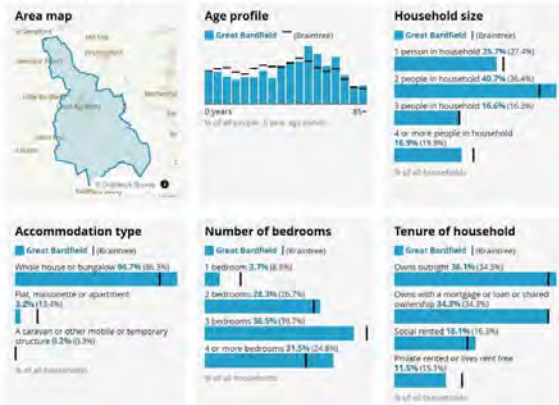 Area map
Age profile
Great Bardfield (Braintree)
0 years 85+
Household size
Great Bardfield (Braintree)
1 person in household 25.7% (27.4%)
2 people in household 40.7% (36.4%)
3 people in household 16.6% (16.3%)
4 or more people in household
16.9% (19.9%)
% of all households
Accommodation type
Great Bardfield (Braintree)
Whole house or bungalow 96.7% (86.3%)
Flat, maisonette or apartment
3.2% (13.4%)
A caravan or other mobile or temporary
structure 0.2% (0.3%)
% of all households
Number of bedrooms
Great Bardfield (Braintree)
1 bedroom 3.7% (8.8%)
2 bedrooms 28.3% (26.7%)
3 bedrooms 36.5% (39.7%)
4 or more bedrooms 31.5% (24.8%)
% of all households
Tenure of household
Great Bardfield (Braintree)
Owns outright 36.1% (34.3%)
Owns with a mortgage or loan or shared
ownership 34.3% (34.3%)
Social rented 18.1% (16.3%)
Private rented or lives rent free
11.5% (15.1%)
% of all households